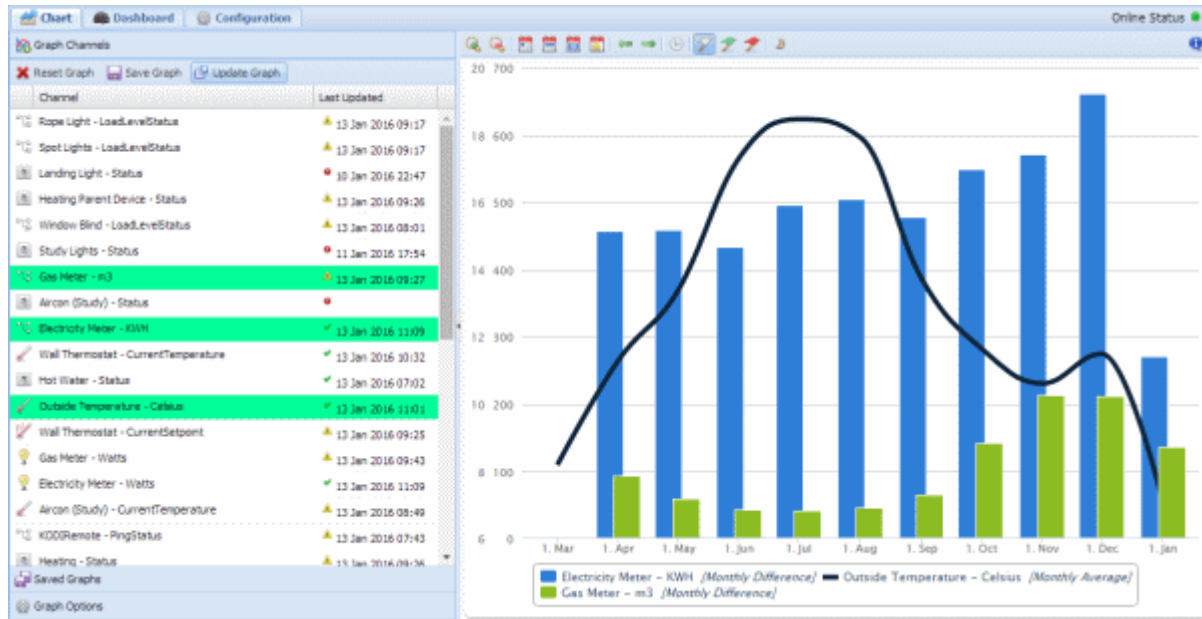 Chart Dashboard Configuration Online Status
Graph Channels
Reset Graph Save Graph Update Graph
Channel Last Updated
Rope Light - LoadLevelStatus 13 Jan 2016 09:17
Spot Lights - LoadLevelStatus 13 Jan 2016 09:17
Landing Light - Status 10 Jan 2016 22:47
Heating Parent Device - Status 13 Jan 2016 09:26
Window Blind - LoadLevelStatus 13 Jan 2016 08:01
Study Lights - Status 11 Jan 2016 17:54
Gas Meter - m3 13 Jan 2016 09:27
Aircon (Study) - Status
Electricity Meter - KWH 13 Jan 2016 11:09
Wall Thermostat - CurrentTemperature 13 Jan 2016 10:32
Hot Water - Status 13 Jan 2016 07:02
Outside Temperature - Celsius 13 Jan 2016 11:01
Wall Thermostat - CurrentSetpoint 13 Jan 2016 09:25
Gas Meter - Watts 13 Jan 2016 09:43
Electricity Meter - Watts 13 Jan 2016 11:09
Aircon (Study) - CurrentTemperature 13 Jan 2016 08:49
KODIRemote - PingStatus 13 Jan 2016 07:43
Heating - Status 13 Jan 2016 09:26
Saved Graphs
Graph Options
20 700
18 600
16 500
14 400
12 300
10 200
8 100
6 0
1. Mar 1. Apr 1. May 1. Jun 1. Jul 1. Aug 1. Sep 1. Oct 1. Nov 1. Dec 1. Jan
Electricity Meter - KWH [Monthly Difference] Outside Temperature - Celsius [Monthly Average]
Gas Meter - m3 [Monthly Difference]